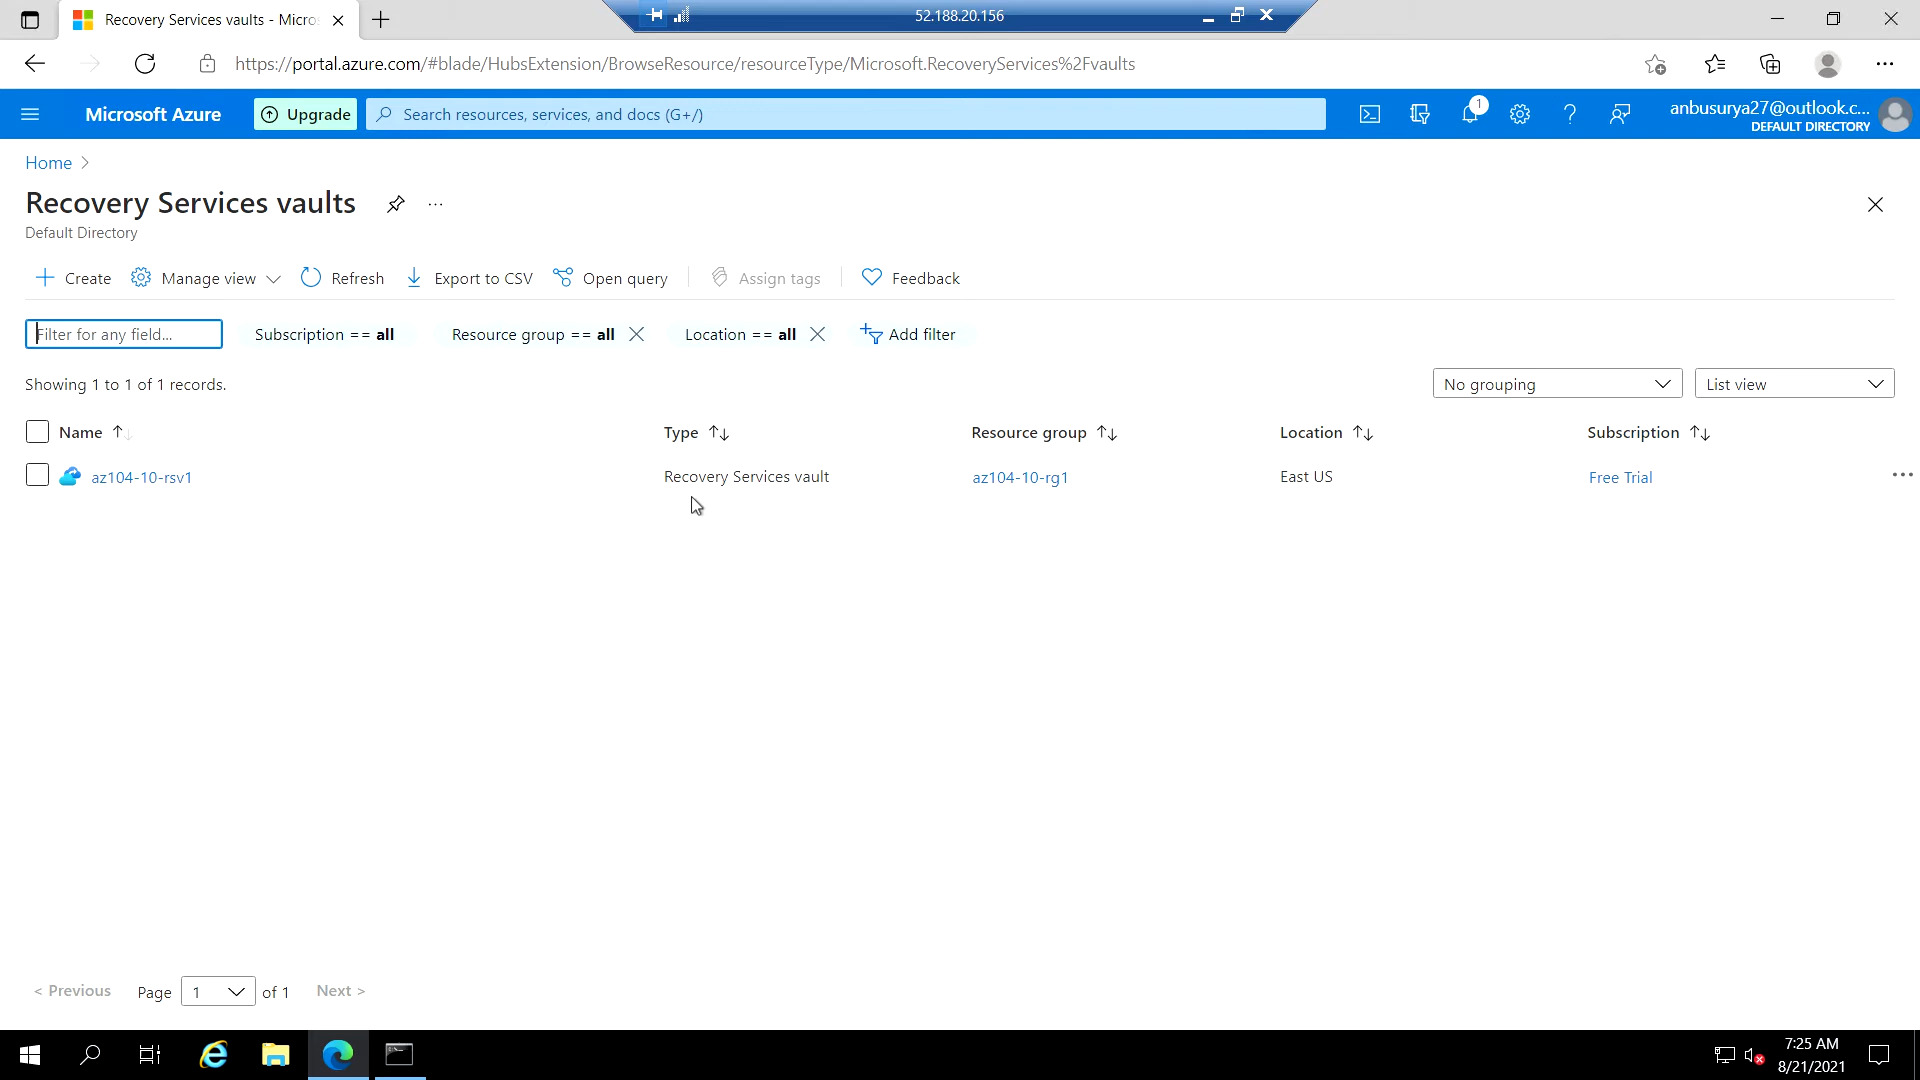 Recovery Services vaults - Micro
52.188.20.156
https://portal.azure.com/#blade/HubsExtension/BrowseResource/resourceType/Microsoft.RecoveryServices%2Fvaults
Microsoft Azure
Upgrade
Search resources, services, and docs (G+/)
1
anbusurya27@outlook.c...
DEFAULT DIRECTORY
Home >
Recovery Services vaults
Default Directory
Create
Manage view
Refresh
Export to CSV
Open query
Assign tags
Feedback
Filter for any field...
Subscription == all
Resource group == all
Location == all
Add filter
Showing 1 to 1 of 1 records.
No grouping
List view
Name
Type
Resource group
Location
Subscription
az104-10-rsv1
Recovery Services vault
az104-10-rg1
East US
Free Trial
< Previous
Page
1
of 1
Next >
7:25 AM
8/21/2021